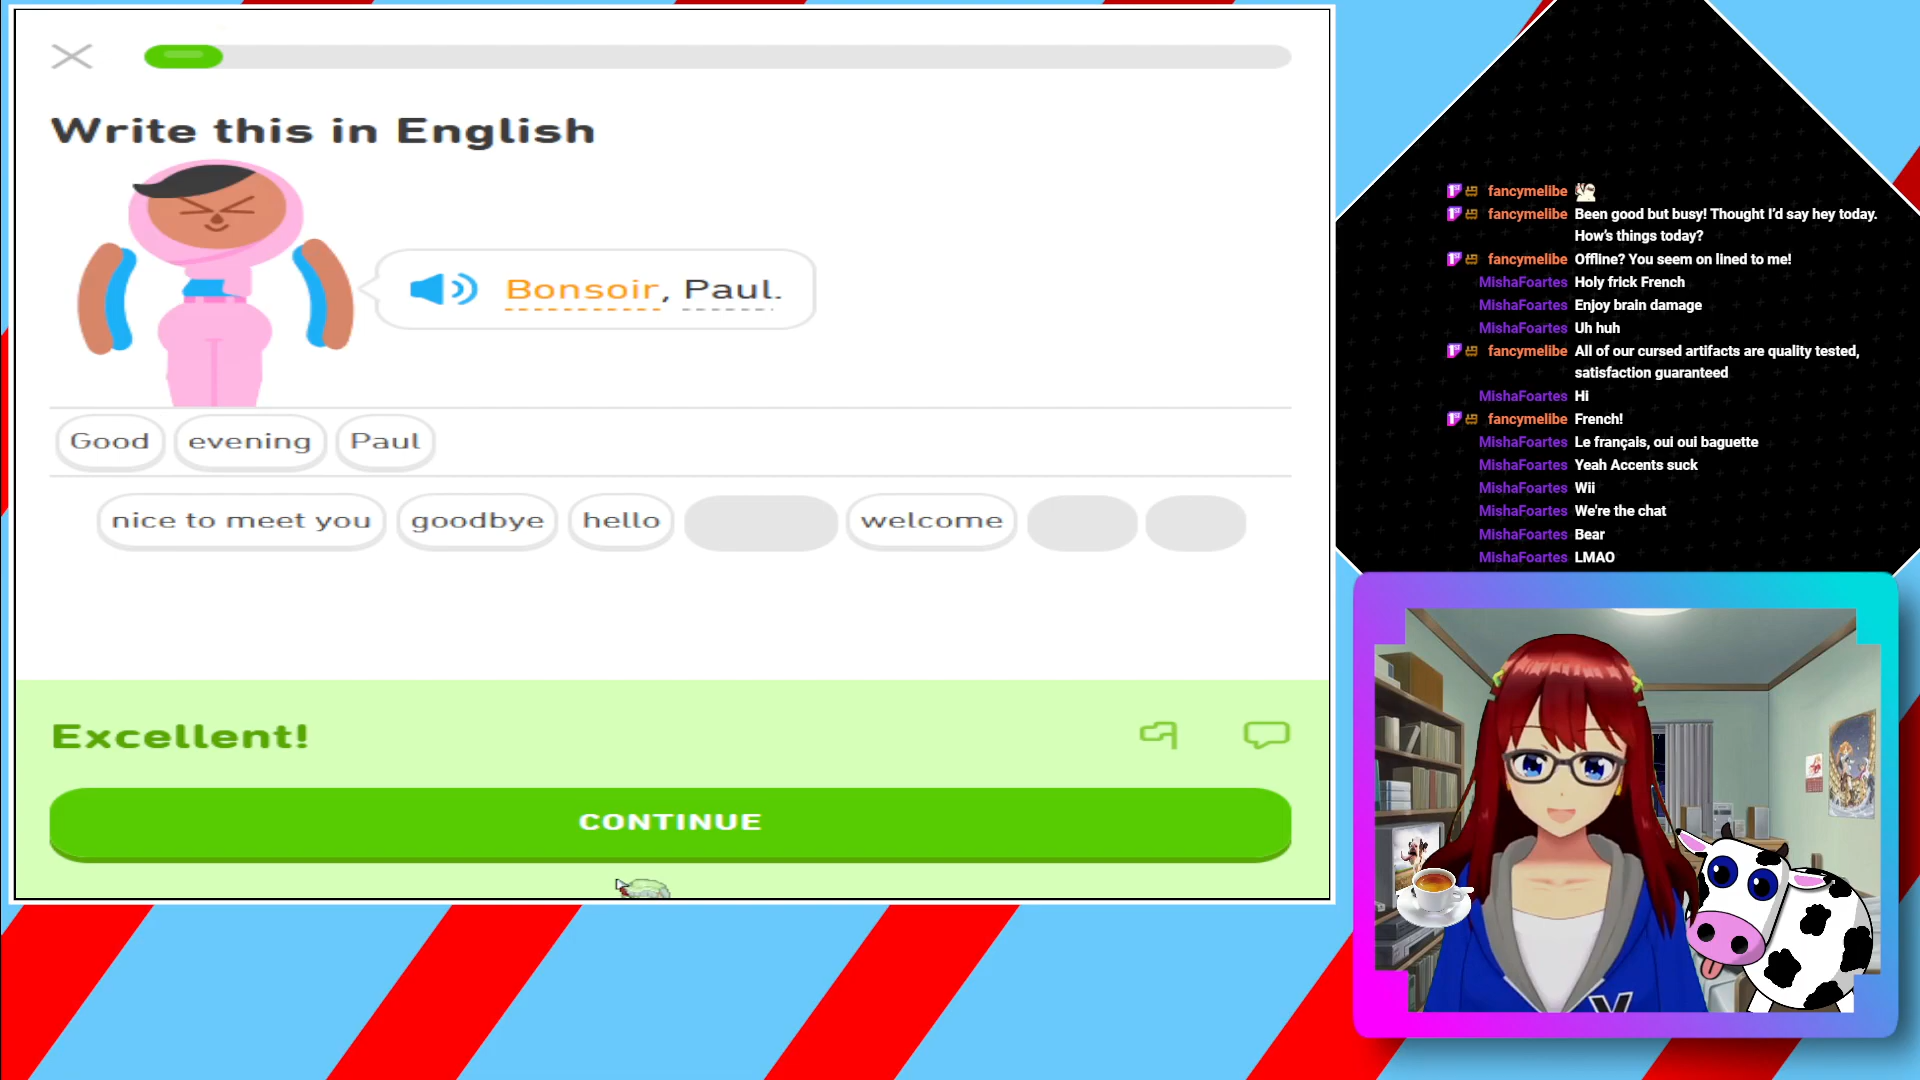 Write this in English
Bonsoir, Paul.
Good evening Paul
nice to meet you goodbye hello welcome
Excellent!
CONTINUE
fancymelibe
fancymelibe Been good but busy! Thought I'd say hey today.
How's things today?
fancymelibe Offline? You seem on lined to me!
MishaFoartes Holy frick French
MishaFoartes Enjoy brain damage
MishaFoartes Uh huh
fancymelibe All of our cursed artifacts are quality tested,
satisfaction guaranteed
MishaFoartes Hi
fancymelibe French!
MishaFoartes Le français, oui oui baguette
MishaFoartes Yeah Accents suck
MishaFoartes Wii
MishaFoartes We're the chat
MishaFoartes Bear
MishaFoartes LMAO